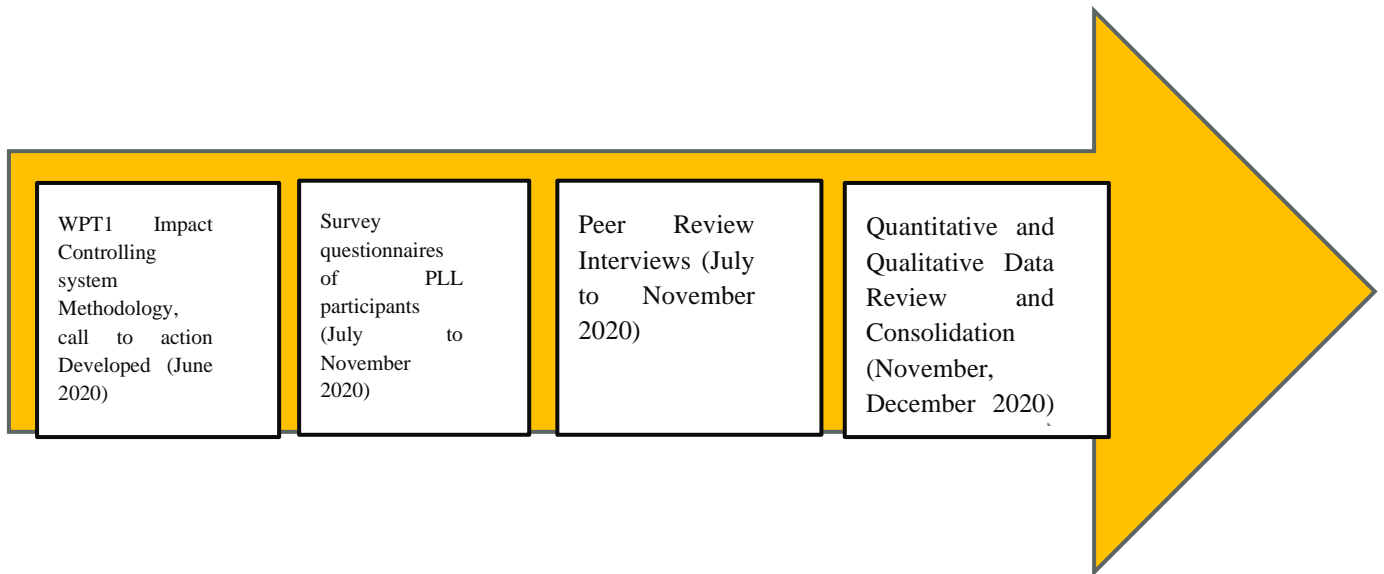 WPT1 Impact
Controlling
system
Methodology,
call to action
Developed (June
2020)
Survey
questionnaires
of PLL
participants
(July to
November
2020)
Peer Review
Interviews (July
to November
2020)
Quantitative and
Qualitative Data
Review and
Consolidation
(November,
December 2020)